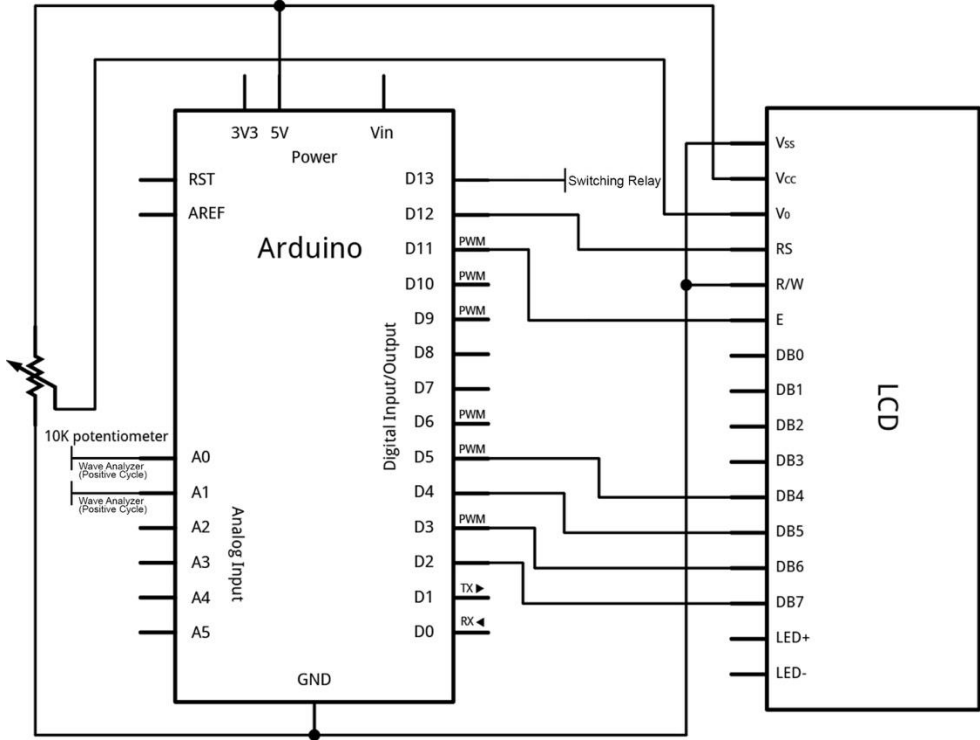 3V3 5V Vin
Power
RST
AREF
Arduino
D13
Switching Relay
D12
D11 PWM
D10 PWM
D9 PWM
D8
D7
D6 PWM
D5 PWM
D4
D3 PWM
D2
D1 TX ▶
D0 RX ◀
Digital Input/Output
10K potentiometer
Wave Analyzer
(Positive Cycle)
Wave Analyzer
(Positive Cycle)
A0
A1
A2
A3
A4
A5
Analog Input
GND
Vss
Vcc
V0
RS
R/W
E
DB0
DB1
DB2
DB3
DB4
DB5
DB6
DB7
LED+
LED-
LCD